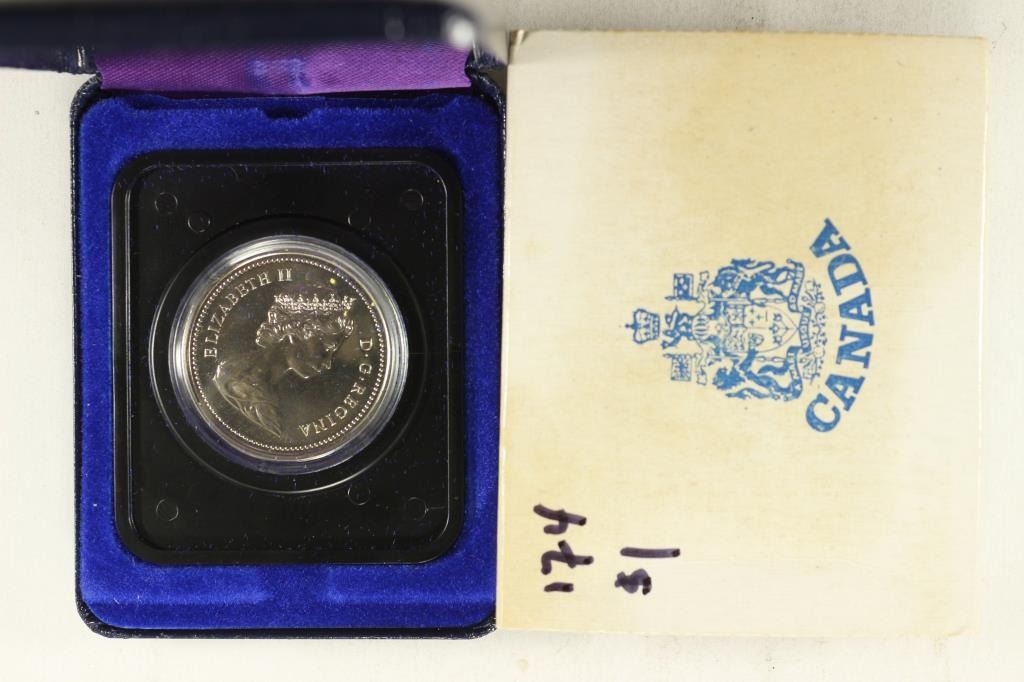 ELIZABETH II
D·G·REGINA
CANADA
1$
1974